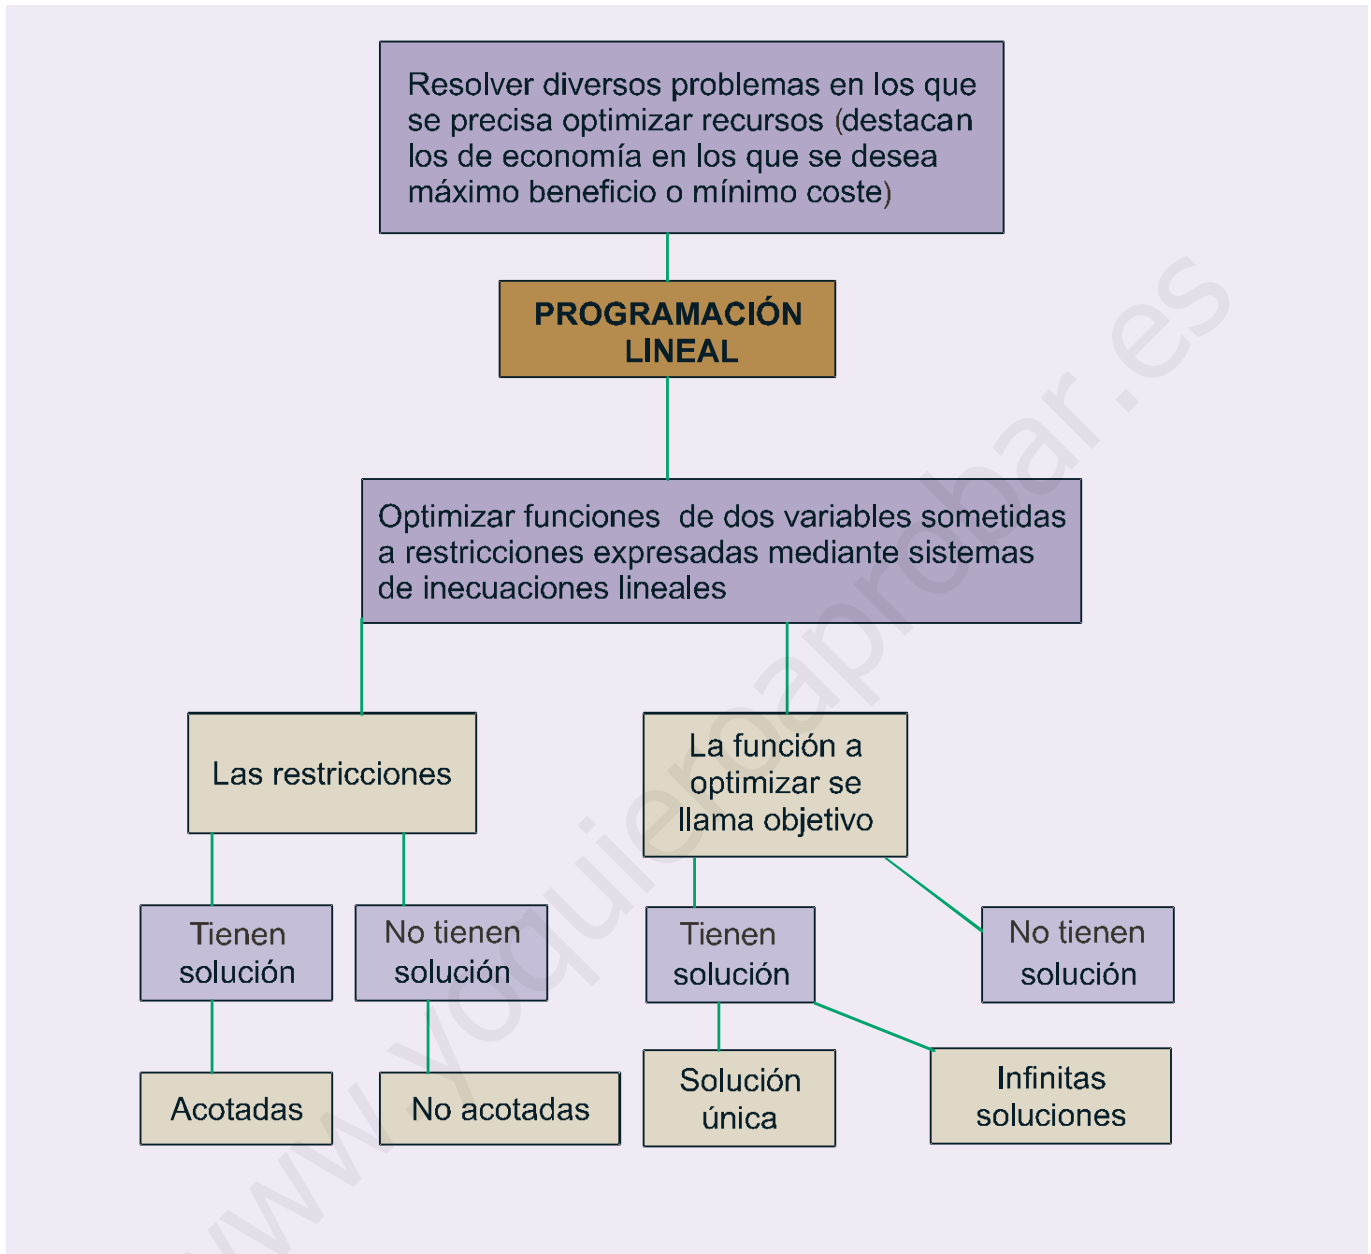 Resolver diversos problemas en los que
se precisa optimizar recursos (destacan
los de economía en los que se desea
máximo beneficio o mínimo coste)
PROGRAMACIÓN
LINEAL
Optimizar funciones de dos variables sometidas
a restricciones expresadas mediante sistemas
de inecuaciones lineales
Las restricciones
La función a
optimizar se
llama objetivo
Tienen
solución
No tienen
solución
Tienen
solución
No tienen
solución
Acotadas
No acotadas
Solución
única
Infinitas
soluciones
www.yoquieroaprobar.es